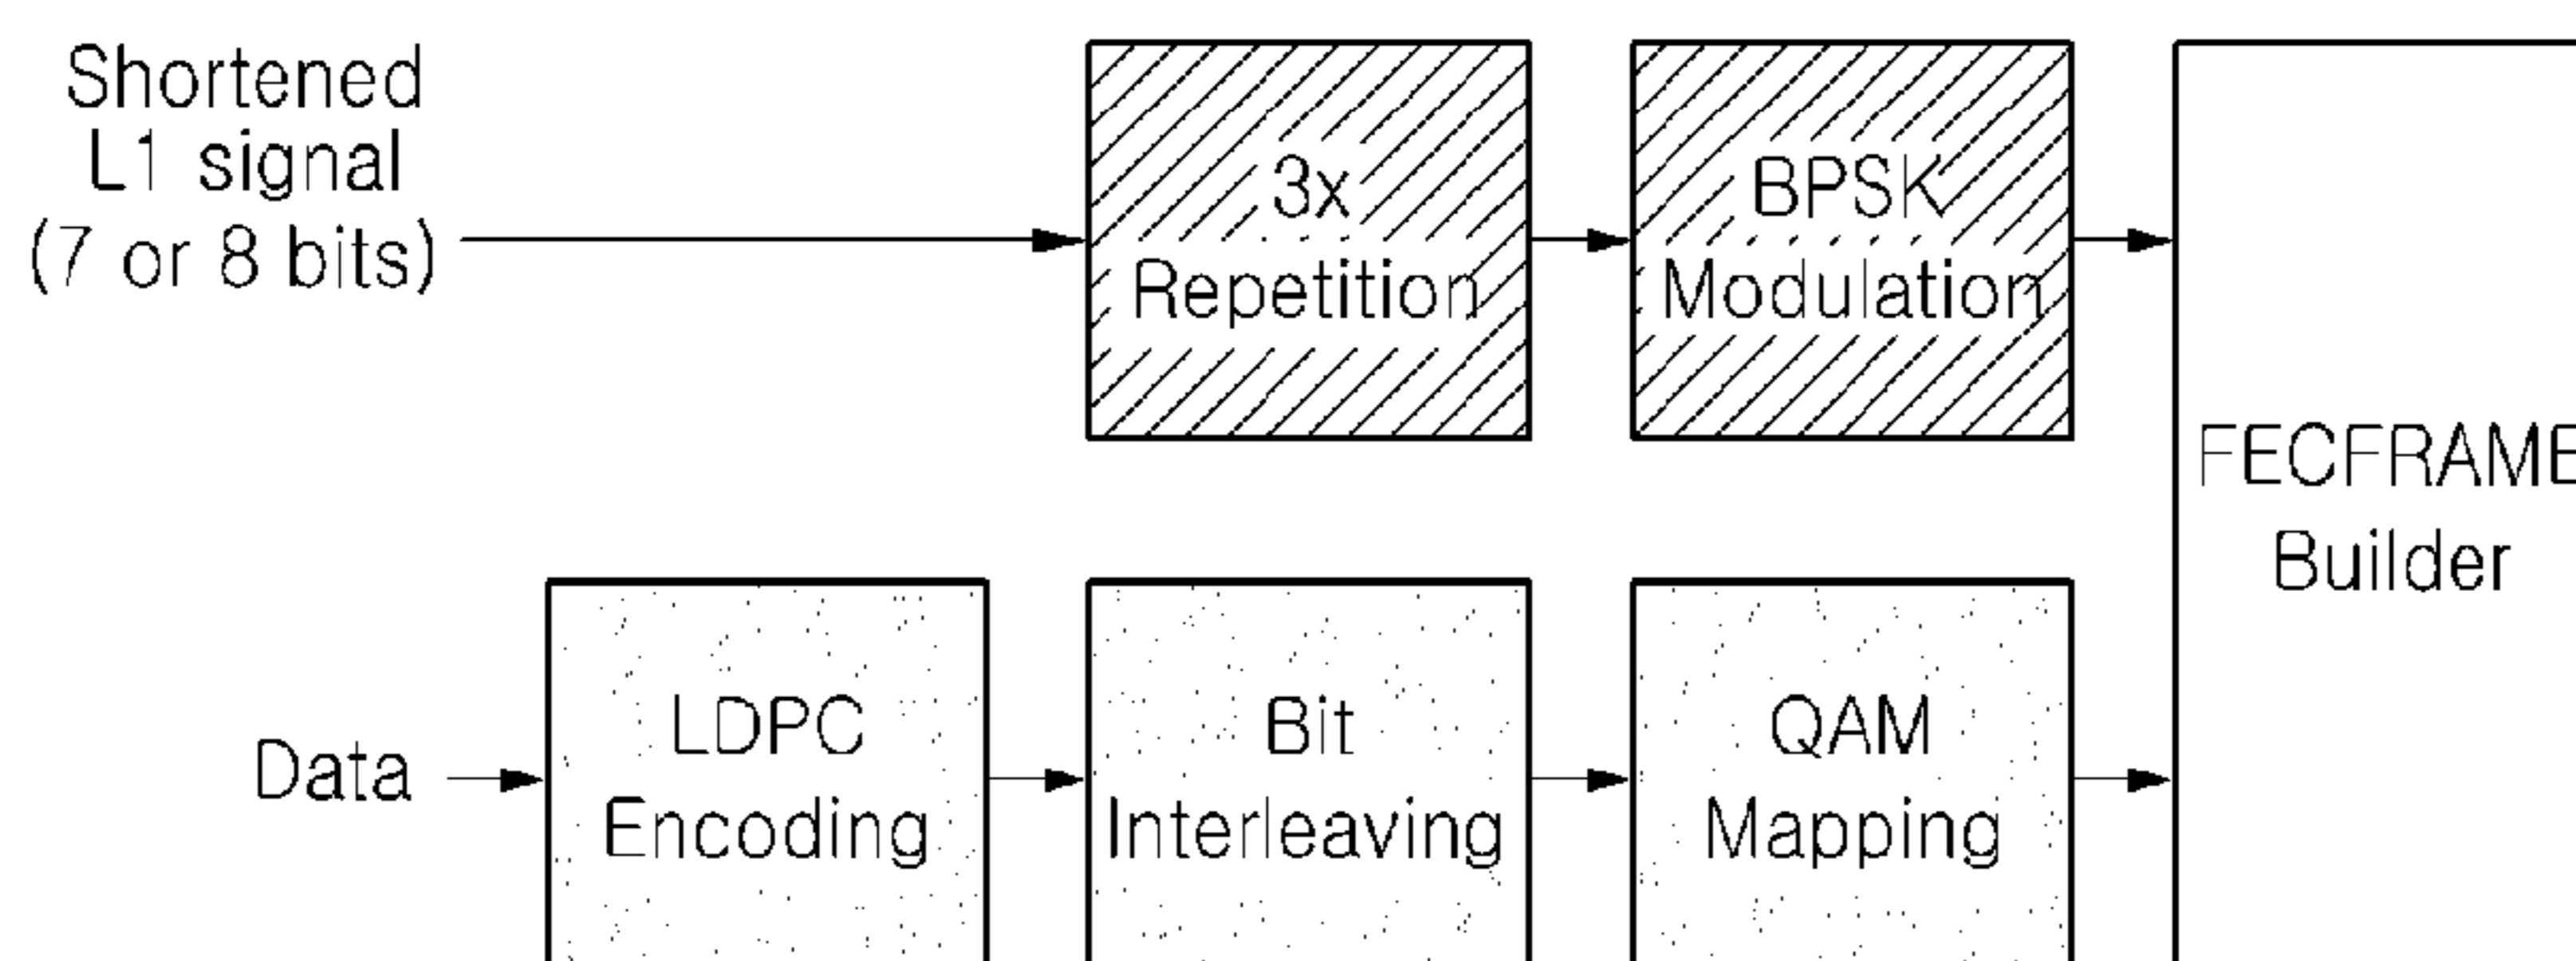 Shortened
L1 signal
(7 or 8 bits)
3x
Repetition
BPSK
Modulation
FECFRAME
Builder
Data
LDPC
Encoding
Bit
Interleaving
QAM
Mapping